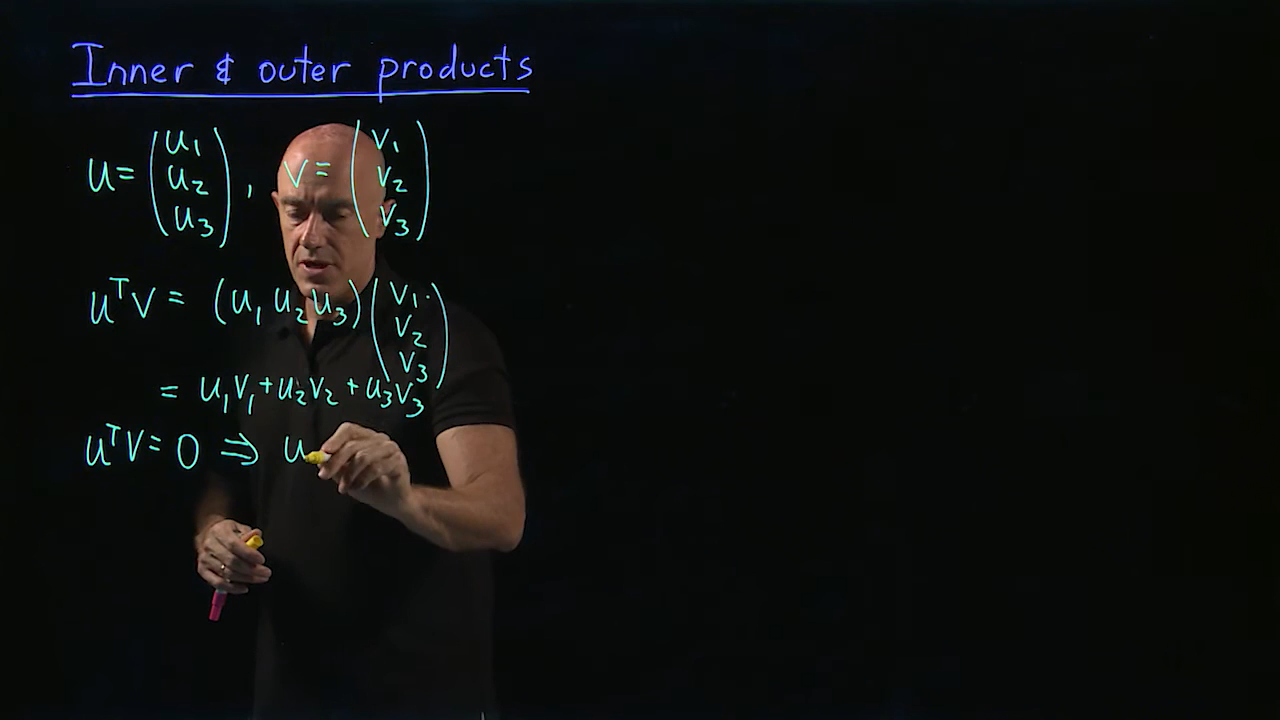 Inner & outer products
u = (u₁ u₂ u₃), v = (v₁ v₂ v₃)
uᵀv = (u₁ u₂ u₃) (v₁ v₂ v₃)
= u₁v₁ + u₂v₂ + u₃v₃
uᵀv = 0 ⇒ u